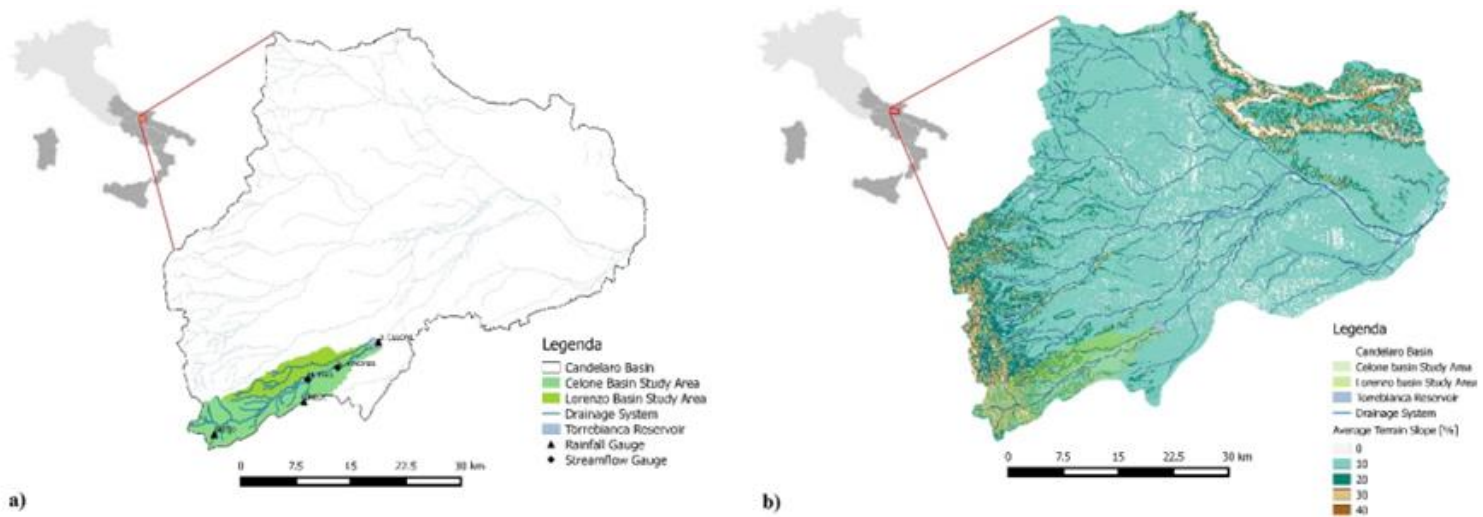 Legenda
Candelaro Basin
Celone Basin Study Area
Lorenzo Basin Study Area
Drainage System
Torrebianca Reservoir
Rainfall Gauge
Streamflow Gauge
0 7.5 15 22.5 30 km
a)
Legenda
Candelaro Basin
Celone basin Study Area
Lorenzo basin Study Area
Torrebianca Reservoir
Drainage System
Average Terrain Slope [%]
0
10
20
30
40
0 7.5 15 22.5 30 km
b)